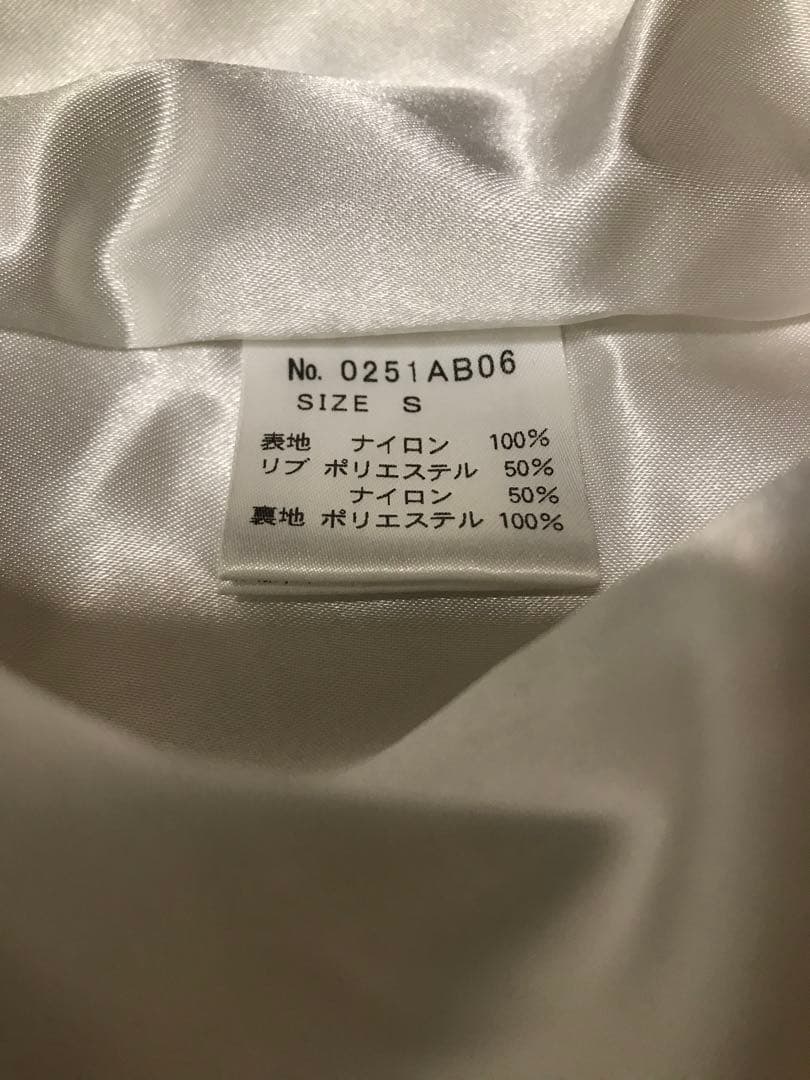 No. 0251AB06
SIZE S
表地 ナイロン 100%
リブ ポリエステル 50%
ナイロン 50%
裏地 ポリエステル 100%